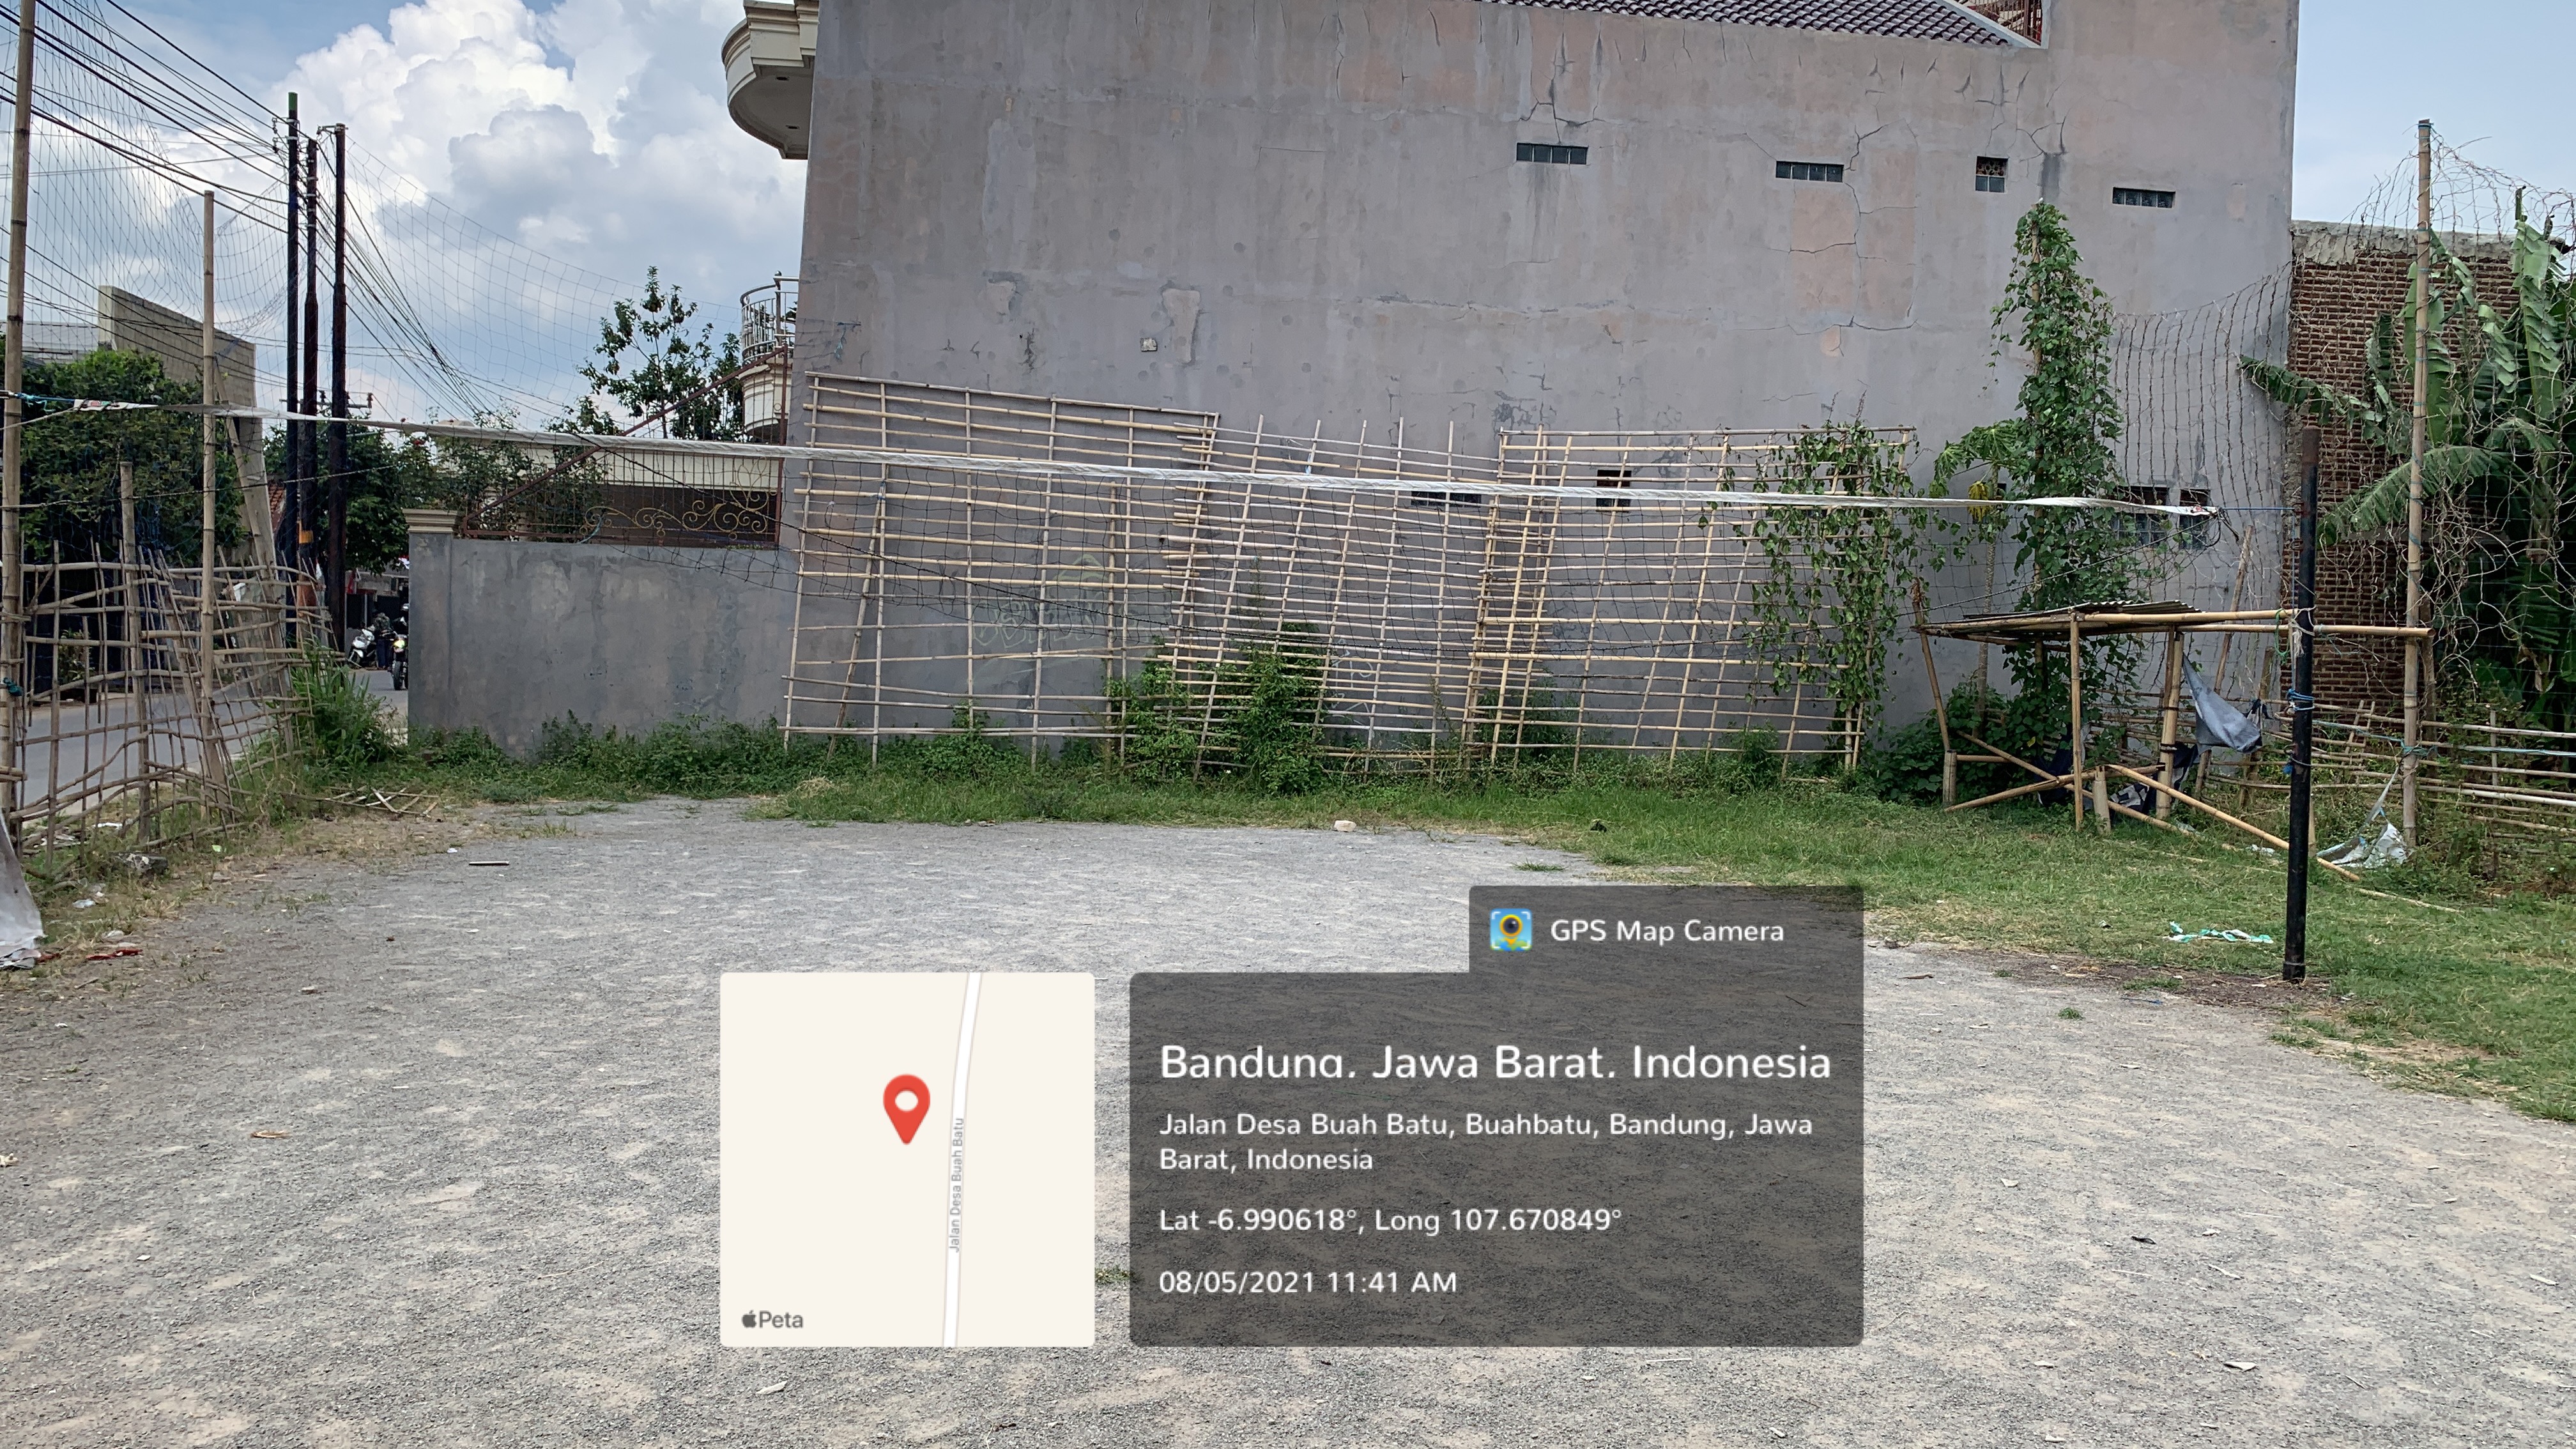 GPS Map Camera
Bandung, Jawa Barat, Indonesia
Jalan Desa Buah Batu, Buahbatu, Bandung, Jawa
Barat, Indonesia
Lat -6.990618°, Long 107.670849°
08/05/2021 11:41 AM
Jalan Desa Buah Batu
Peta